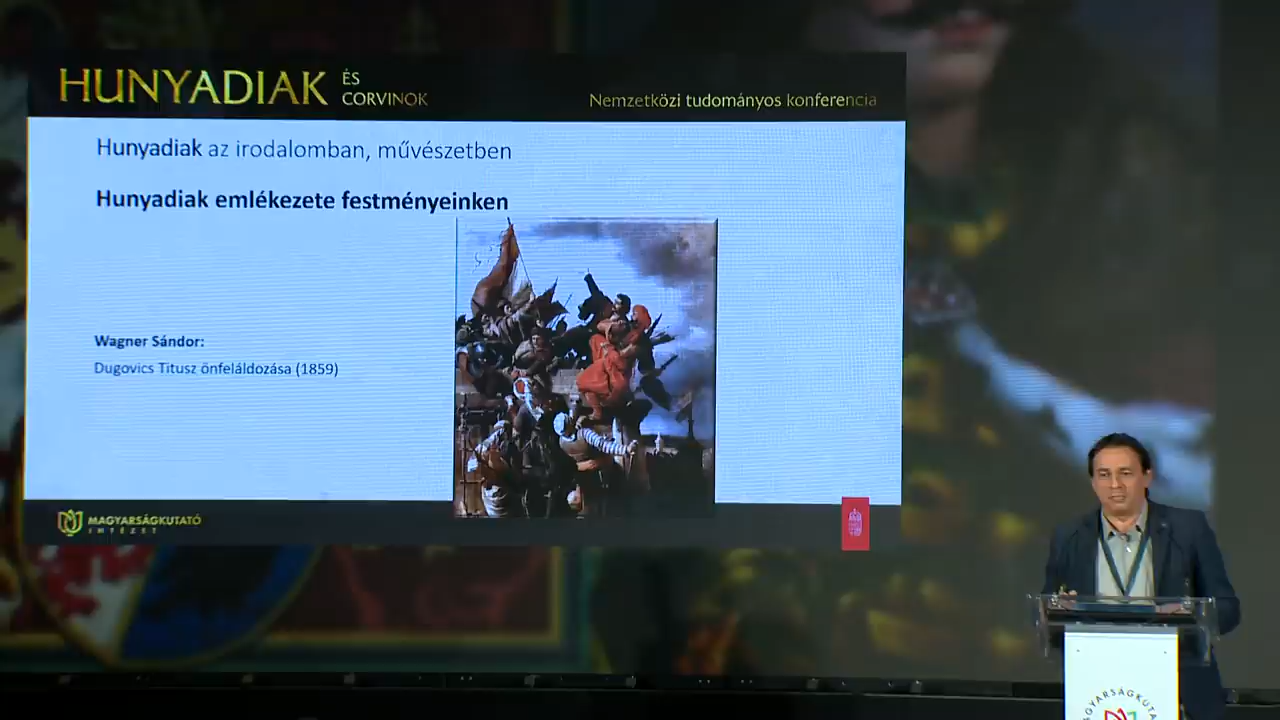 HUNYADIAK ÉS
CORVINOK
Nemzetközi tudományos konferencia
Hunyadiak az irodalomban, művészetben
Hunyadiak emlékezete festményeinken
Wagner Sándor:
Dugovics Titusz önfeláldozása (1859)
MAGYARSÁGKUTATÓ
INTÉZET
GYARSÁGKUTA